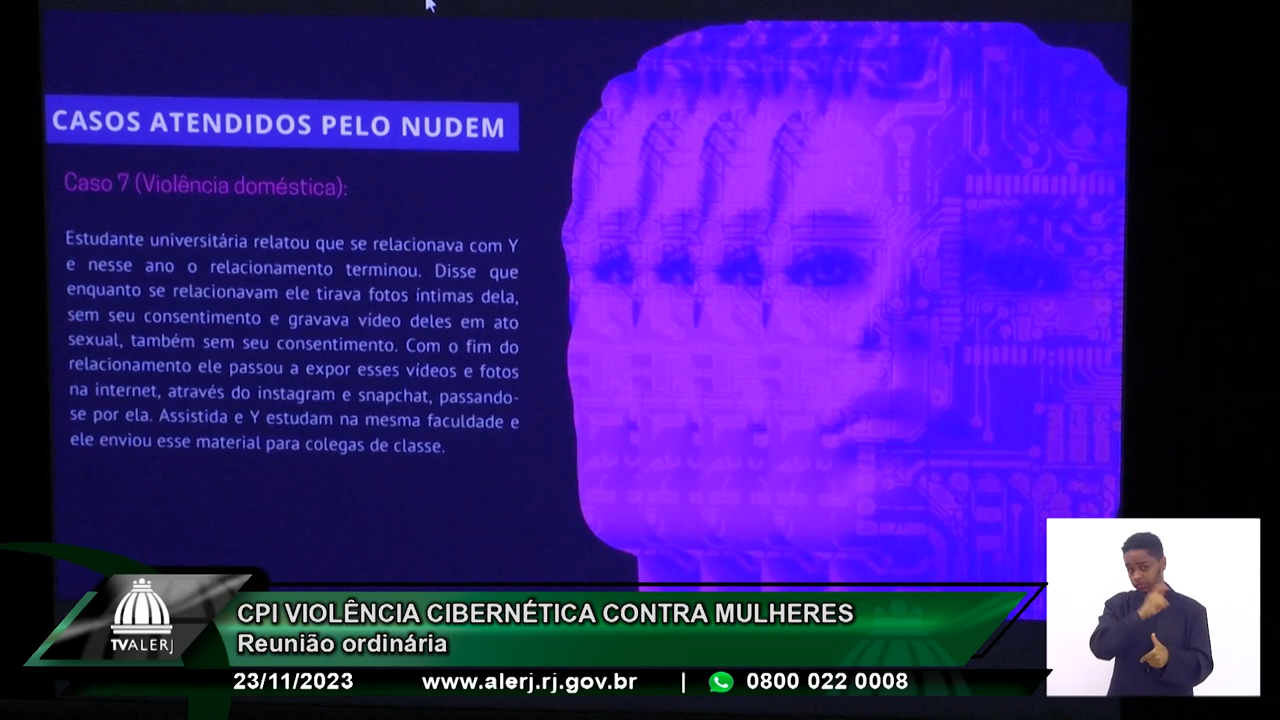 CASOS ATENDIDOS PELO NUDEM
Caso 7 (Violência doméstica):
Estudante universitária relatou que se relacionava com Y
e nesse ano o relacionamento terminou. Disse que
enquanto se relacionavam ele tirava fotos íntimas dela,
sem seu consentimento e gravava vídeo deles em ato
sexual, também sem seu consentimento. Com o fim do
relacionamento ele passou a expor esses vídeos e fotos
na internet, através do instagram e snapchat, passando-
se por ela. Assistida e Y estudam na mesma faculdade e
ele enviou esse material para colegas de classe.
TVALERJ
CPI VIOLÊNCIA CIBERNÉTICA CONTRA MULHERES
Reunião ordinária
23/11/2023 www.alerj.rj.gov.br | 0800 022 0008